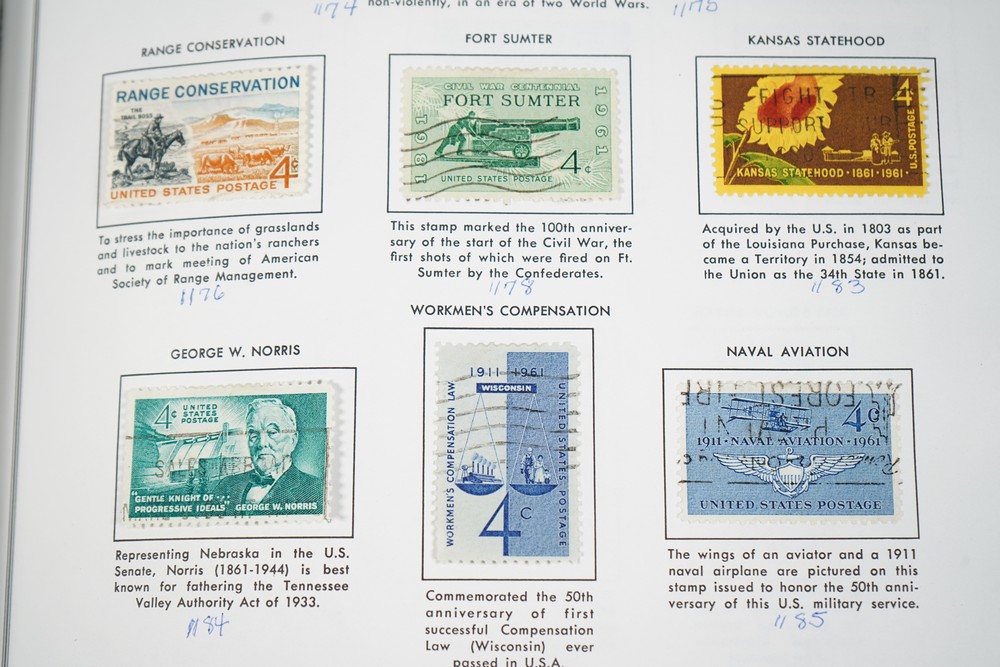 non-violently, in an era of two World Wars.
1174
1175
RANGE CONSERVATION
RANGE CONSERVATION
THE
TRAIL BOSS
4¢
UNITED STATES POSTAGE
To stress the importance of grasslands
and livestock to the nation's ranchers
and to mark meeting of American
Society of Range Management.
1176
FORT SUMTER
CIVIL WAR CENTENNIAL
FORT SUMTER
1861
1961
4¢
UNITED STATES POSTAGE
This stamp marked the 100th anniver-
sary of the start of the Civil War, the
first shots of which were fired on Ft.
Sumter by the Confederates.
1178
KANSAS STATEHOOD
4¢
U.S. POSTAGE
FIGHT
SUPPORT
KANSAS STATEHOOD · 1861 · 1961 ·
Acquired by the U.S. in 1803 as part
of the Louisiana Purchase, Kansas be-
came a Territory in 1854; admitted to
the Union as the 34th State in 1861.
1183
GEORGE W. NORRIS
4¢ UNITED
STATES
POSTAGE
"GENTLE KNIGHT OF
PROGRESSIVE IDEALS" GEORGE W. NORRIS
Representing Nebraska in the U.S.
Senate, Norris (1861-1944) is best
known for fathering the Tennessee
Valley Authority Act of 1933.
1184
WORKMEN'S COMPENSATION
1911-1961
WISCONSIN
WORKMEN'S COMPENSATION LAW
UNITED STATES POSTAGE
4c
Commemorated the 50th
anniversary of first
successful Compensation
Law (Wisconsin) ever
passed in U.S.A.
NAVAL AVIATION
FOREST FIRE
4¢
1911 · NAVAL AVIATION · 1961
UNITED STATES POSTAGE
The wings of an aviator and a 1911
naval airplane are pictured on this
stamp issued to honor the 50th anni-
versary of this U.S. military service.
1185